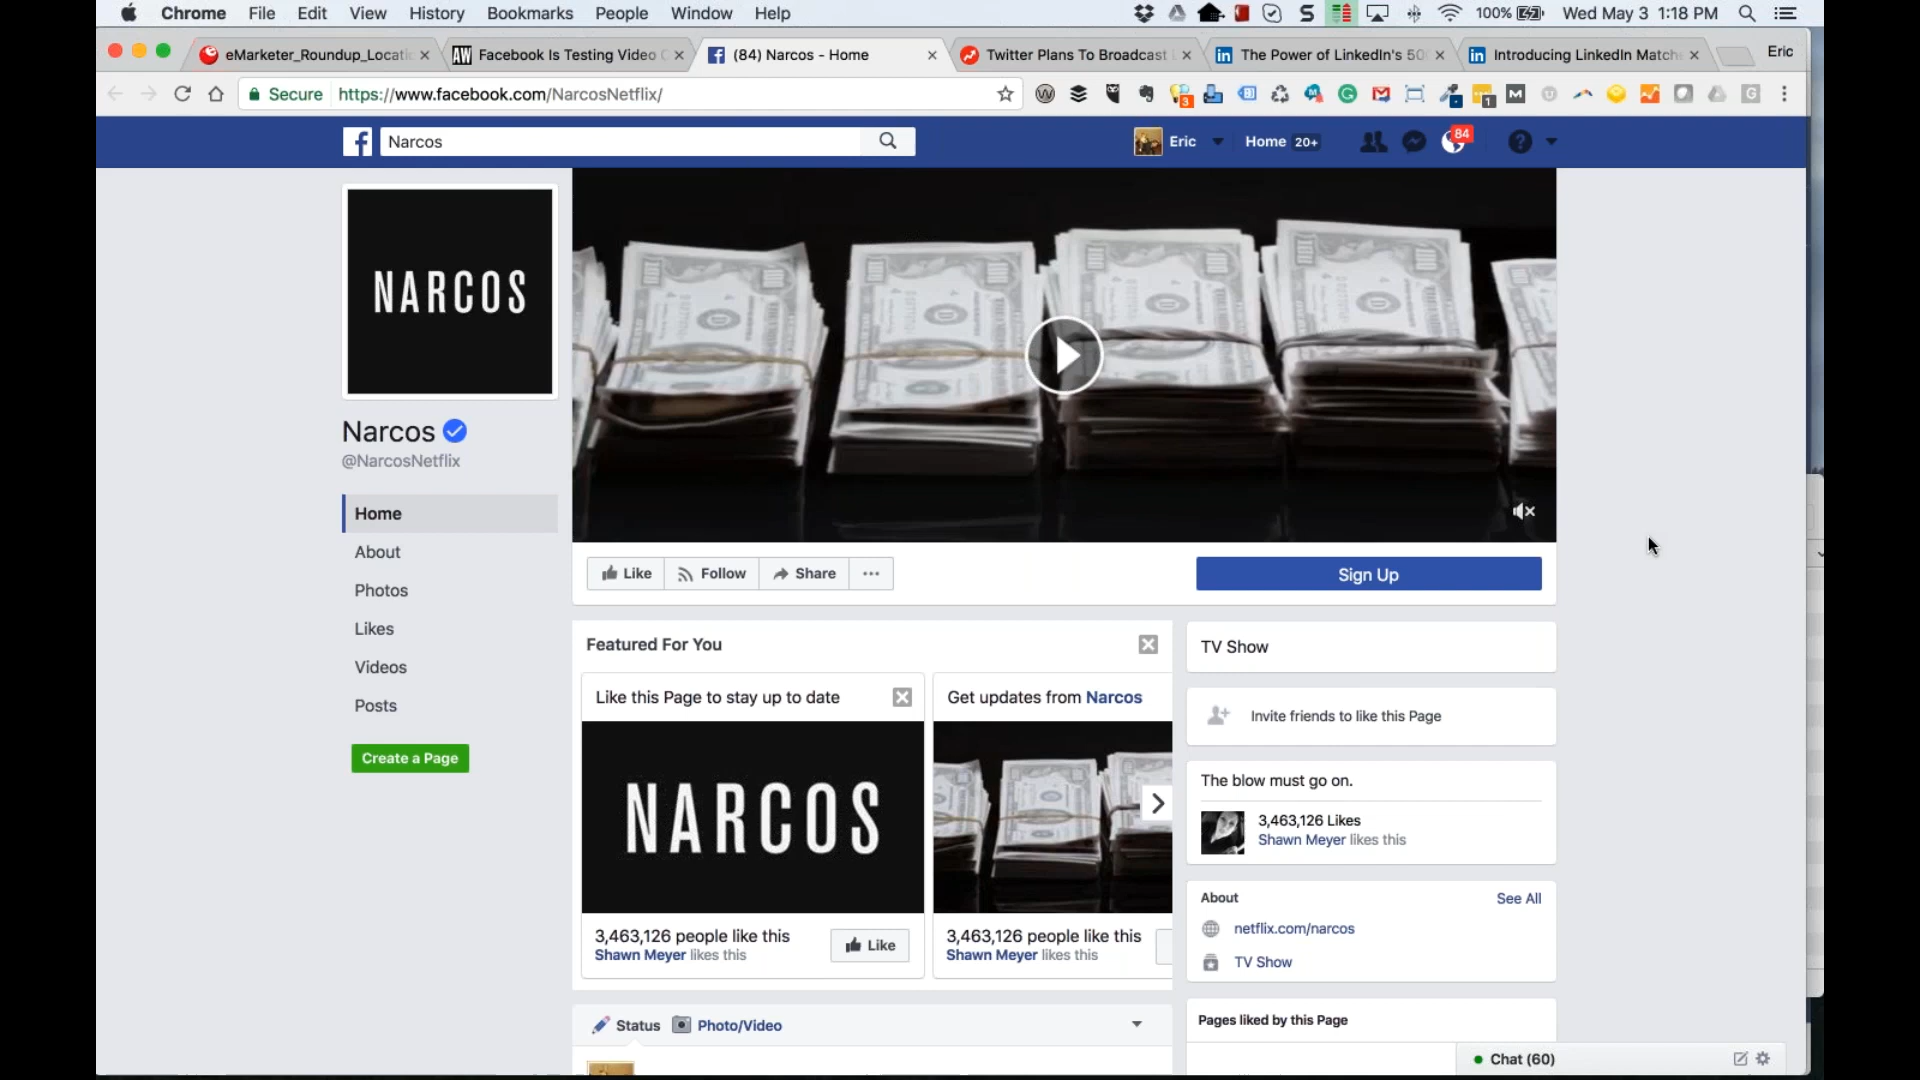 Chrome File Edit View History Bookmarks People Window Help 100% Wed May 3 1:18 PM
eMarketer_Roundup_Locati AW Facebook Is Testing Video (84) Narcos - Home Twitter Plans To Broadcast The Power of LinkedIn's 50 Introducing LinkedIn Match Eric
Secure https://www.facebook.com/NarcosNetflix/
Narcos Eric Home 20+ 84
NARCOS
Narcos
@NarcosNetflix
Home
About
Photos
Likes
Videos
Posts
Create a Page
Like Follow Share Sign Up
Featured For You
Like this Page to stay up to date
NARCOS
3,463,126 people like this
Shawn Meyer likes this
Like
Get updates from Narcos
3,463,126 people like this
Shawn Meyer likes this
Status Photo/Video
TV Show
Invite friends to like this Page
The blow must go on.
3,463,126 Likes
Shawn Meyer likes this
About See All
netflix.com/narcos
TV Show
Pages liked by this Page
Chat (60)